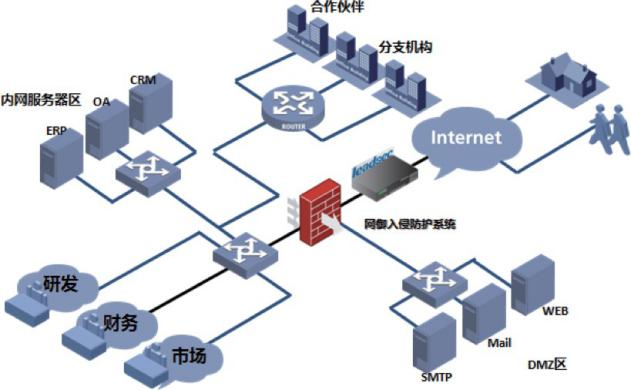 合作伙伴
分支机构
内网服务器区
CRM
OA
ERP
ROUTER
Internet
leadsec
网御入侵防护系统
研发
财务
市场
WEB
Mail
SMTP
DMZ区